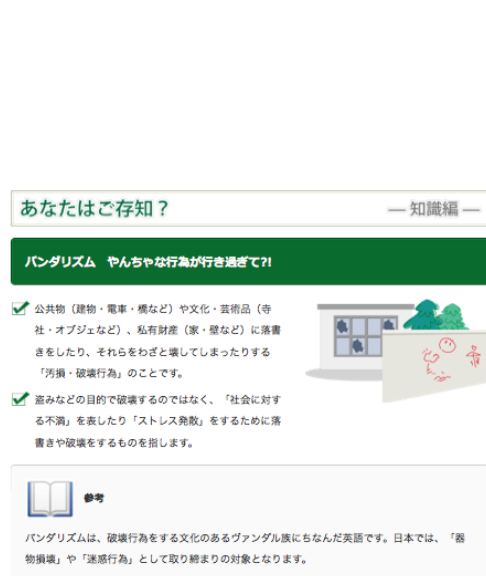 あなたはご存知？
― 知識編 ―
バンダリズム　やんちゃな行為が行き過ぎて?!
公共物（建物・電車・橋など）や文化・芸術品（寺
社・オブジェなど）、私有財産（家・壁など）に落書
きをしたり、それらをわざと壊してしまったりする
「汚損・破壊行為」のことです。
盗みなどの目的で破壊するのではなく、「社会に対す
る不満」を表したり「ストレス発散」をするために落
書きや破壊をするものを指します。
参考
バンダリズムは、破壊行為をする文化のあるヴァンダル族にちなんだ英語です。日本では、「器
物損壊」や「迷惑行為」として取り締まりの対象となります。